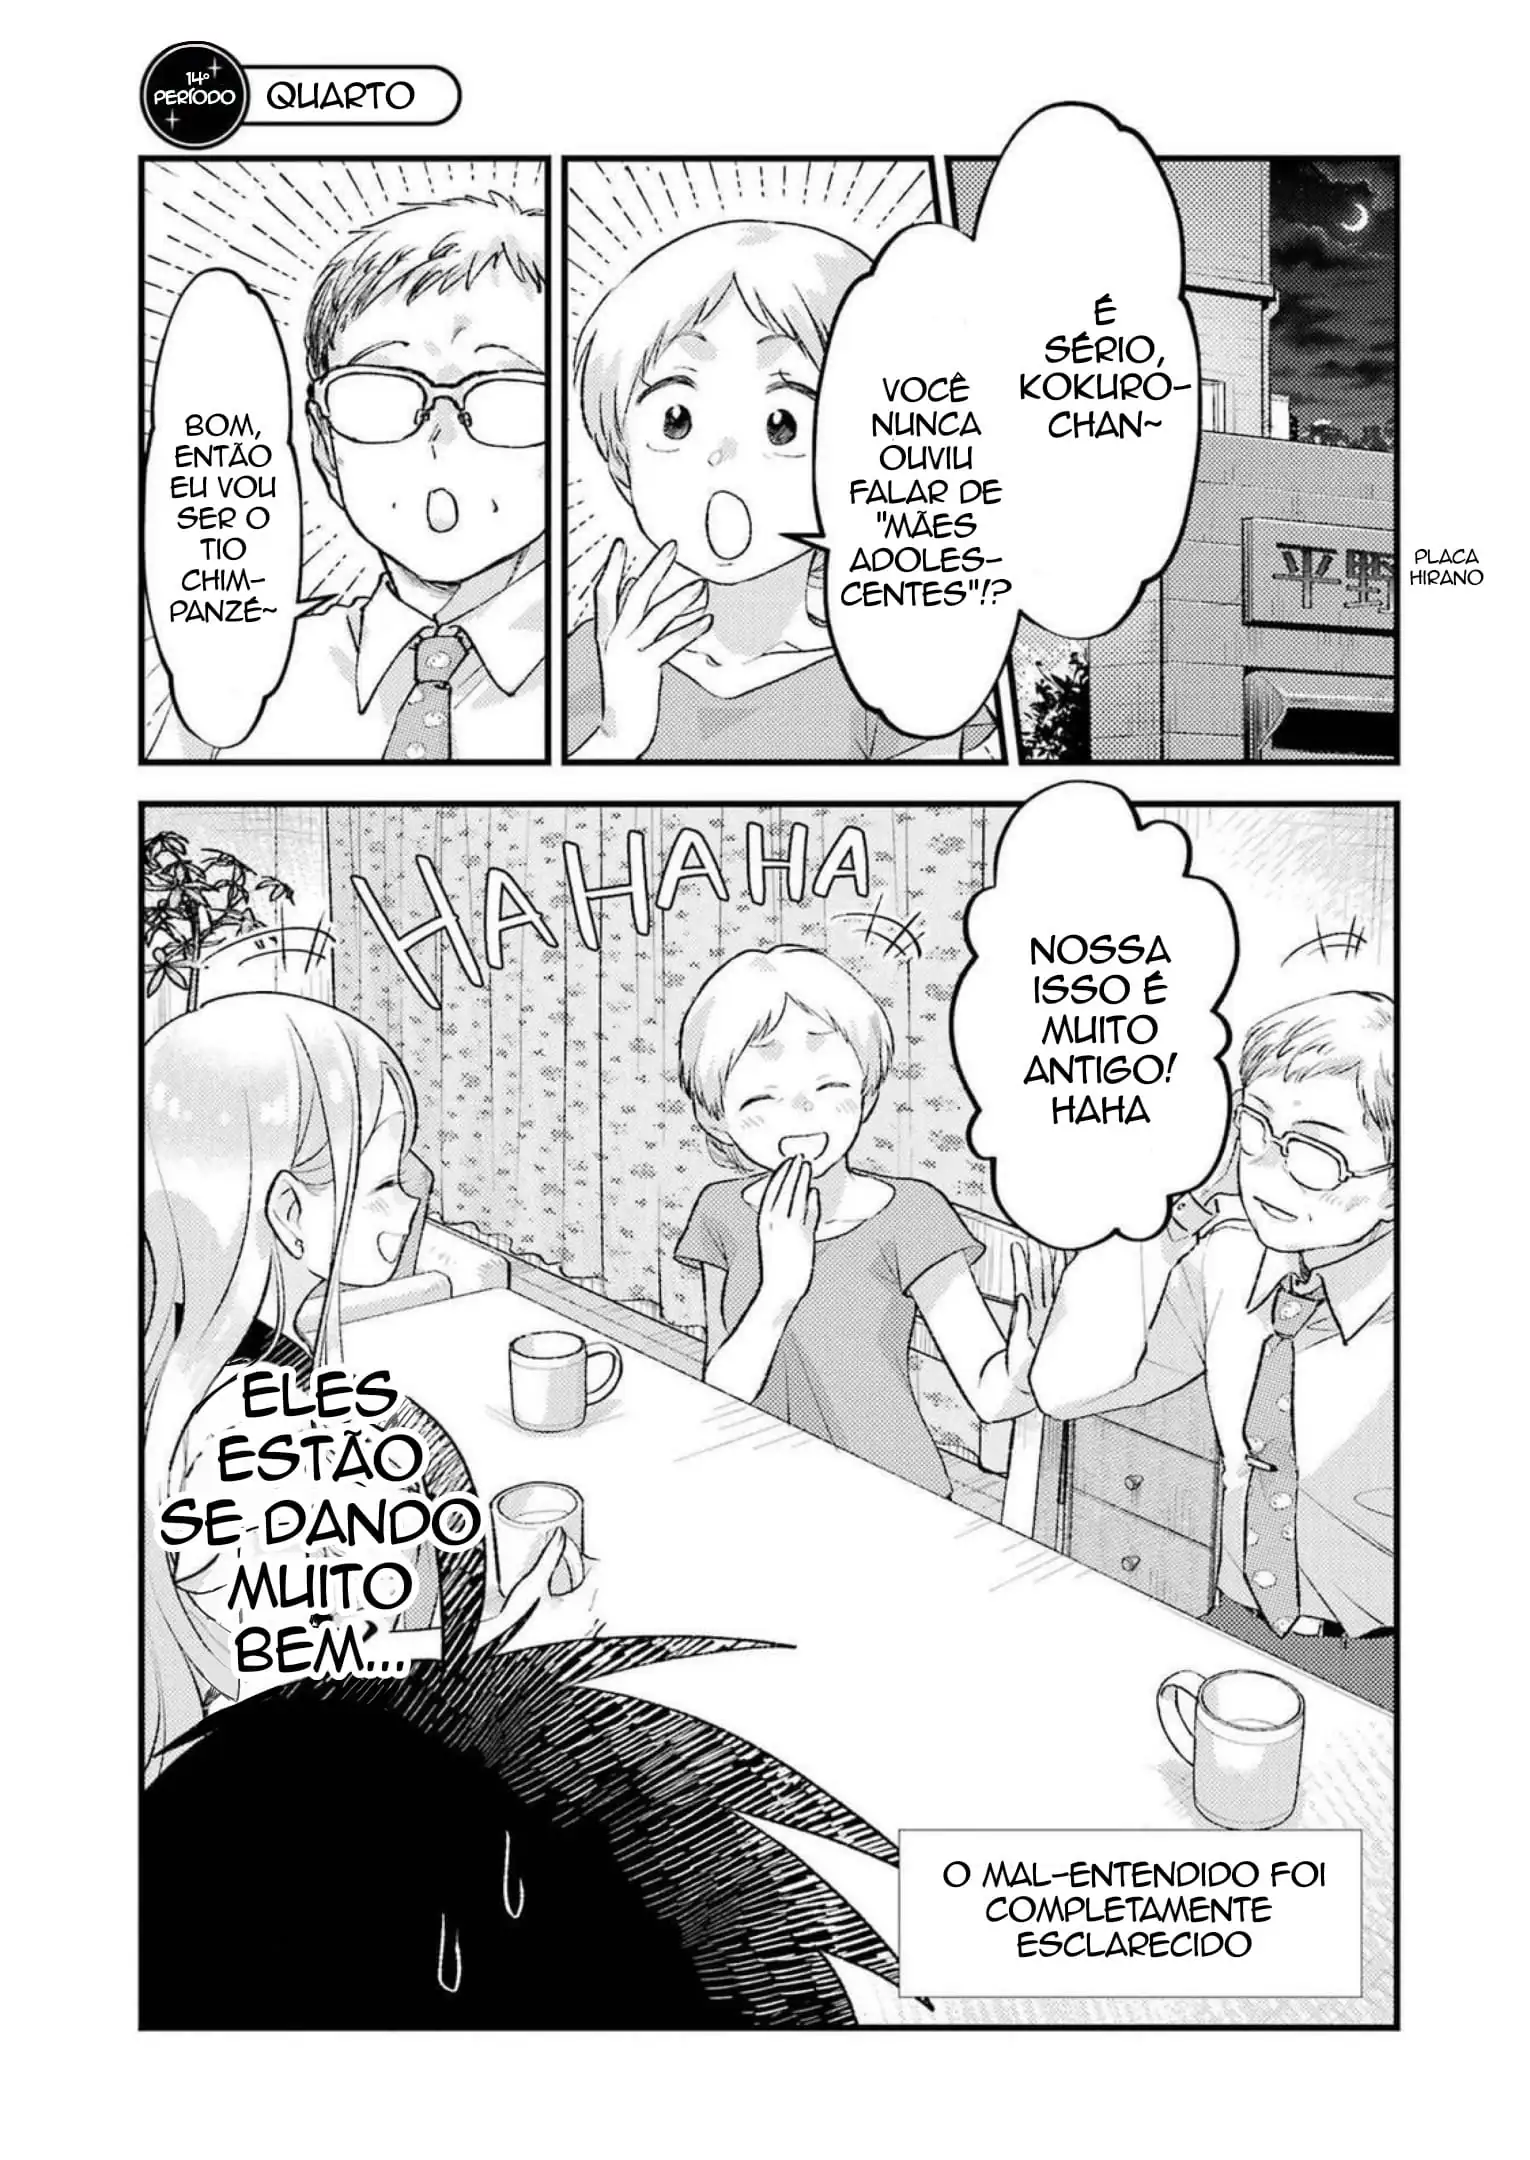 14º
PERÍODO
QUARTO
É
SÉRIO,
KOKURO-
CHAN~
VOCÊ
NUNCA
OUVIU
FALAR DE
"MÃES
ADOLES-
CENTES"!?
平野
PLACA
HIRANO
BOM,
ENTÃO
EU VOU
SER O
TIO
CHIM-
PANZÉ~
NOSSA
ISSO É
MUITO
ANTIGO!
HAHA
HAHAHAHA
ELES
ESTÃO
SE DANDO
MUITO
BEM...
O MAL-ENTENDIDO FOI
COMPLETAMENTE
ESCLARECIDO